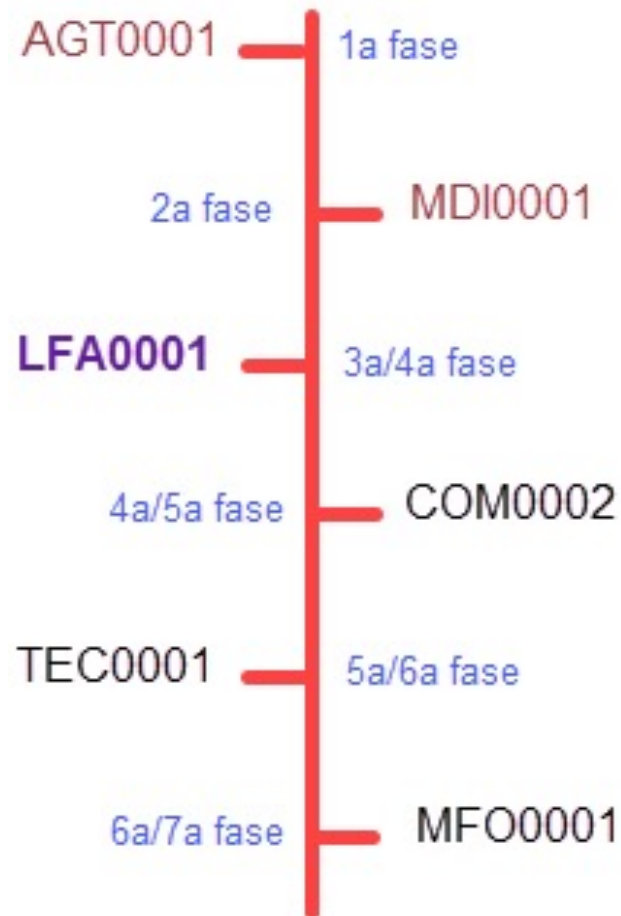 AGT0001 1a fase
2a fase MDI0001
LFA0001 3a/4a fase
4a/5a fase COM0002
TEC0001 5a/6a fase
6a/7a fase MFO0001